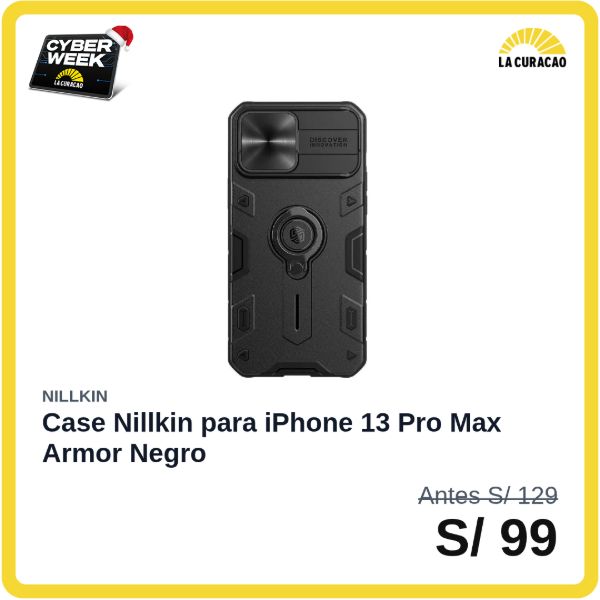 CYBER
WEEK
LA CURACAO
LA CURACAO
DISCOVER
INNOVATION
NILLKIN
Case Nillkin para iPhone 13 Pro Max
Armor Negro
Antes S/ 129
S/ 99